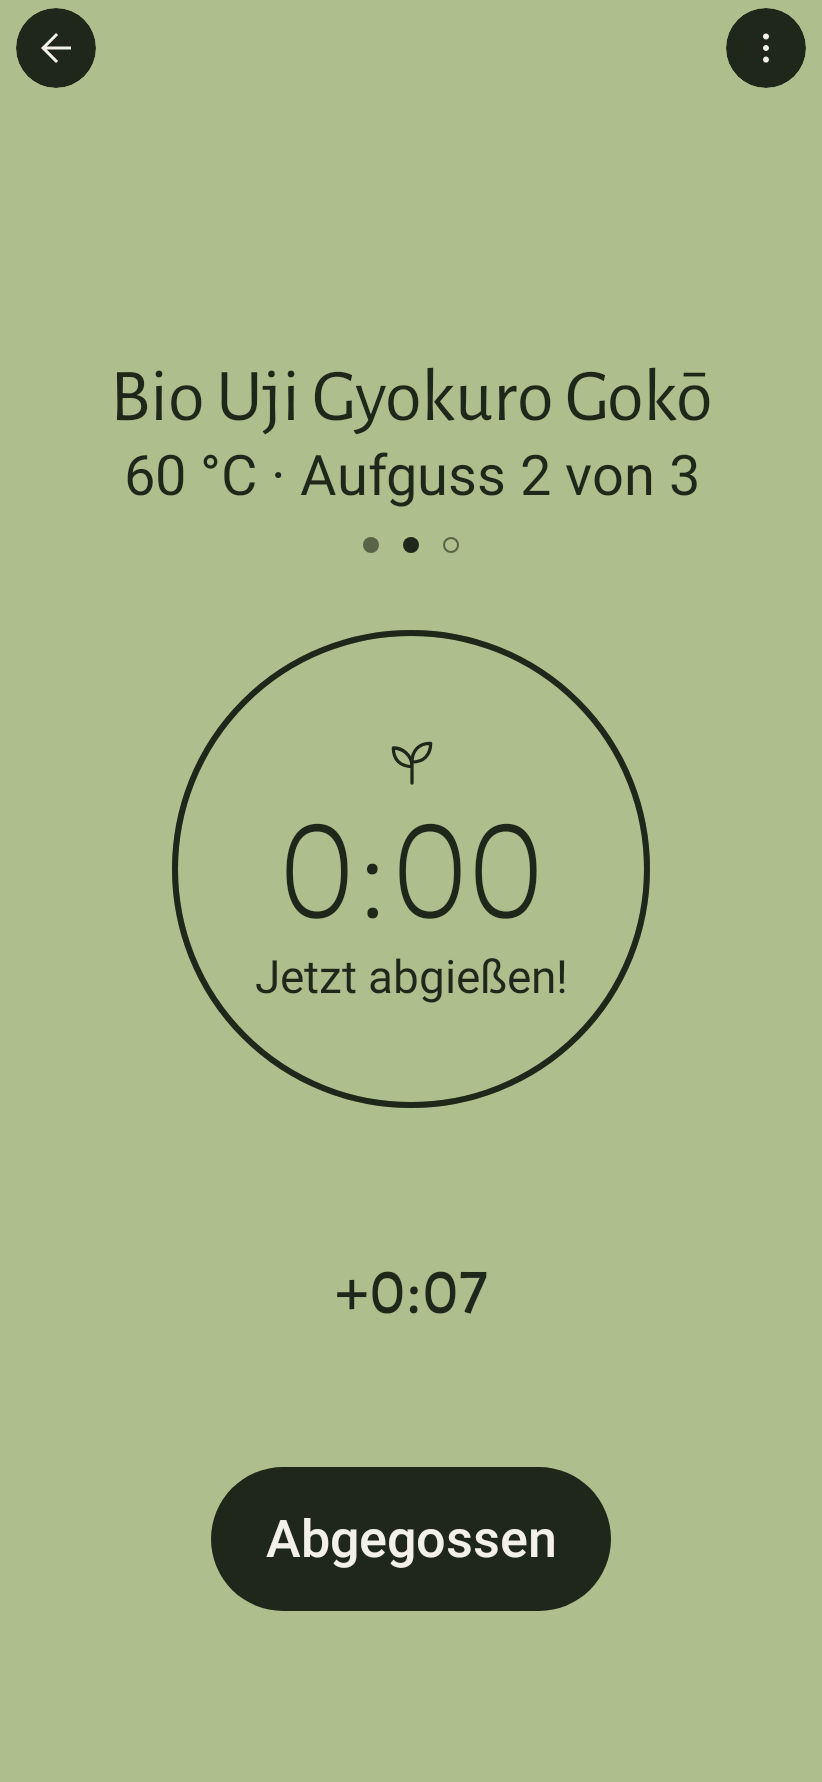 Bio Uji Gyokuro Gokō
60 °C · Aufguss 2 von 3
0:00
Jetzt abgießen!
+0:07
Abgegossen